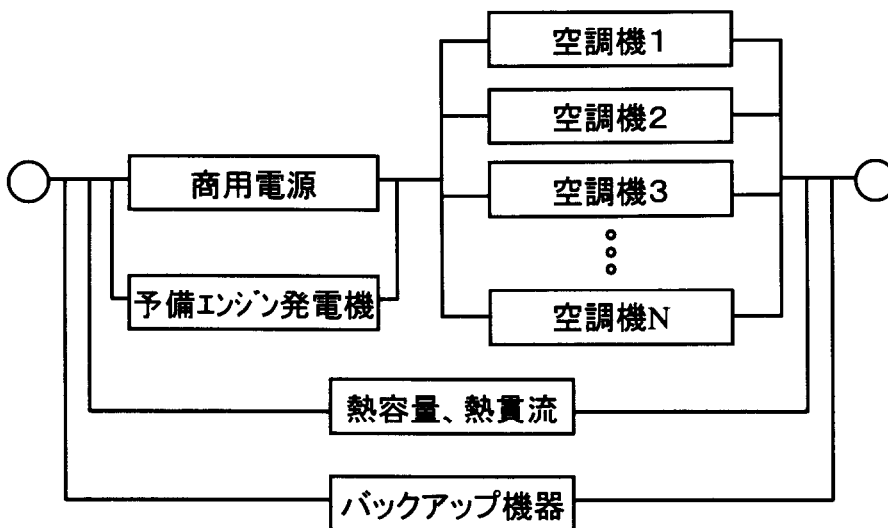 空調機1
空調機2
商用電源
空調機3
予備エンジン発電機
空調機N
熱容量、熱貫流
バックアップ機器